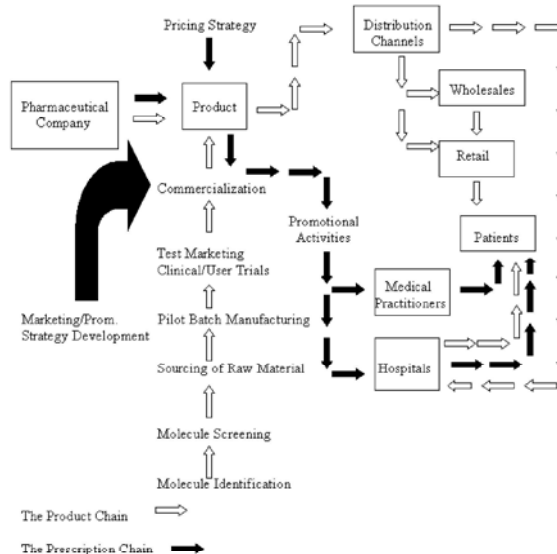 Pricing Strategy
Distribution
Channels
Pharmaceutical
Company
Product
Wholesales
Retail
Commercialization
Promotional
Activities
Patients
Test Marketing
Clinical/User Trials
Medical
Practitioners
Marketing/Prom.
Strategy Development
Pilot Batch Manufacturing
Sourcing of Raw Material
Hospitals
Molecule Screening
Molecule Identification
The Product Chain
The Prescription Chain